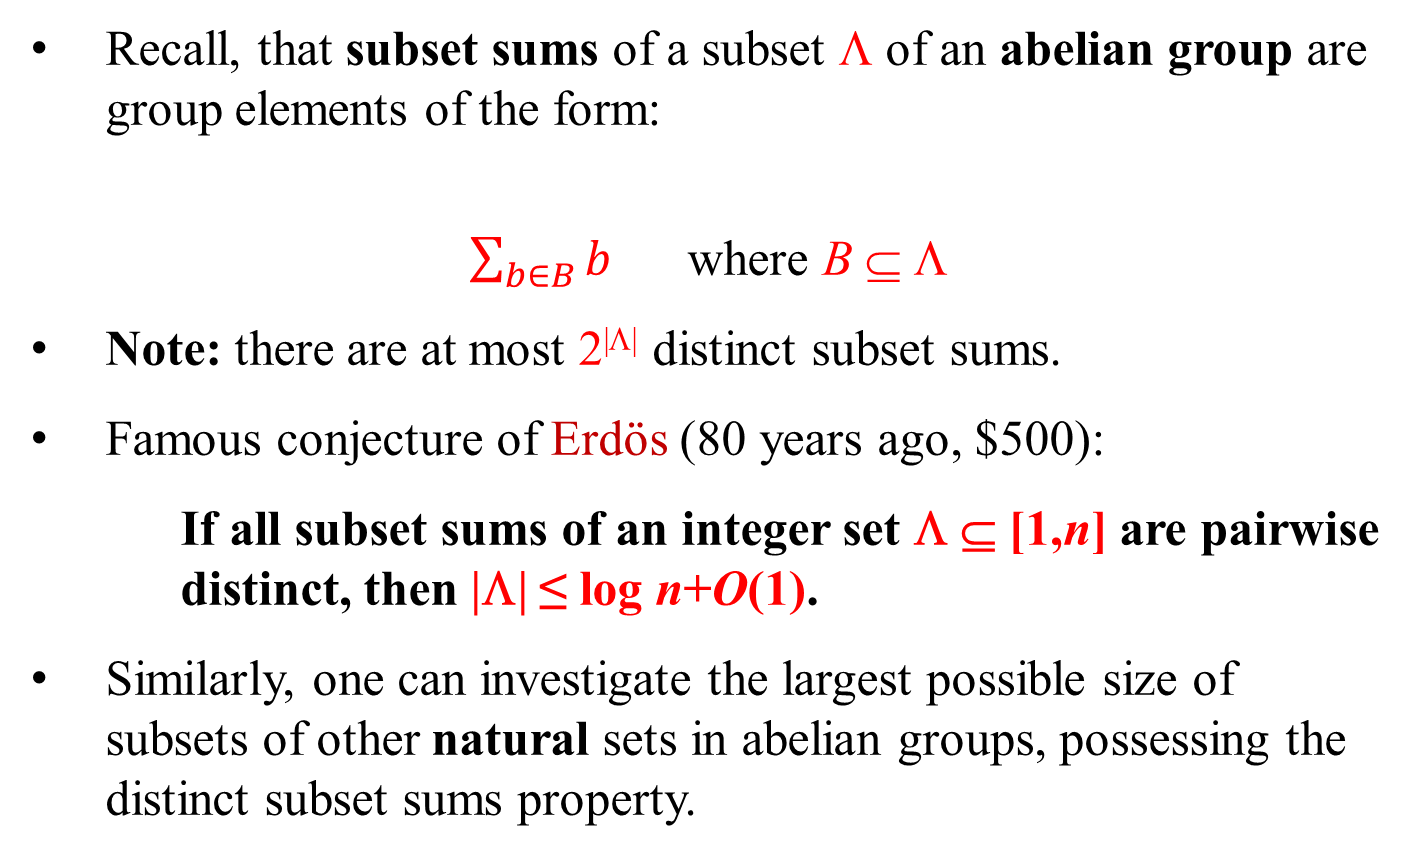 • Recall, that subset sums of a subset Λ of an abelian group are
group elements of the form:
∑_{b∈B} b where B ⊆ Λ
• Note: there are at most 2^{|Λ|} distinct subset sums.
• Famous conjecture of Erdös (80 years ago, $500):
If all subset sums of an integer set Λ ⊆ [1,n] are pairwise
distinct, then |Λ| ≤ log n+O(1).
• Similarly, one can investigate the largest possible size of
subsets of other natural sets in abelian groups, possessing the
distinct subset sums property.